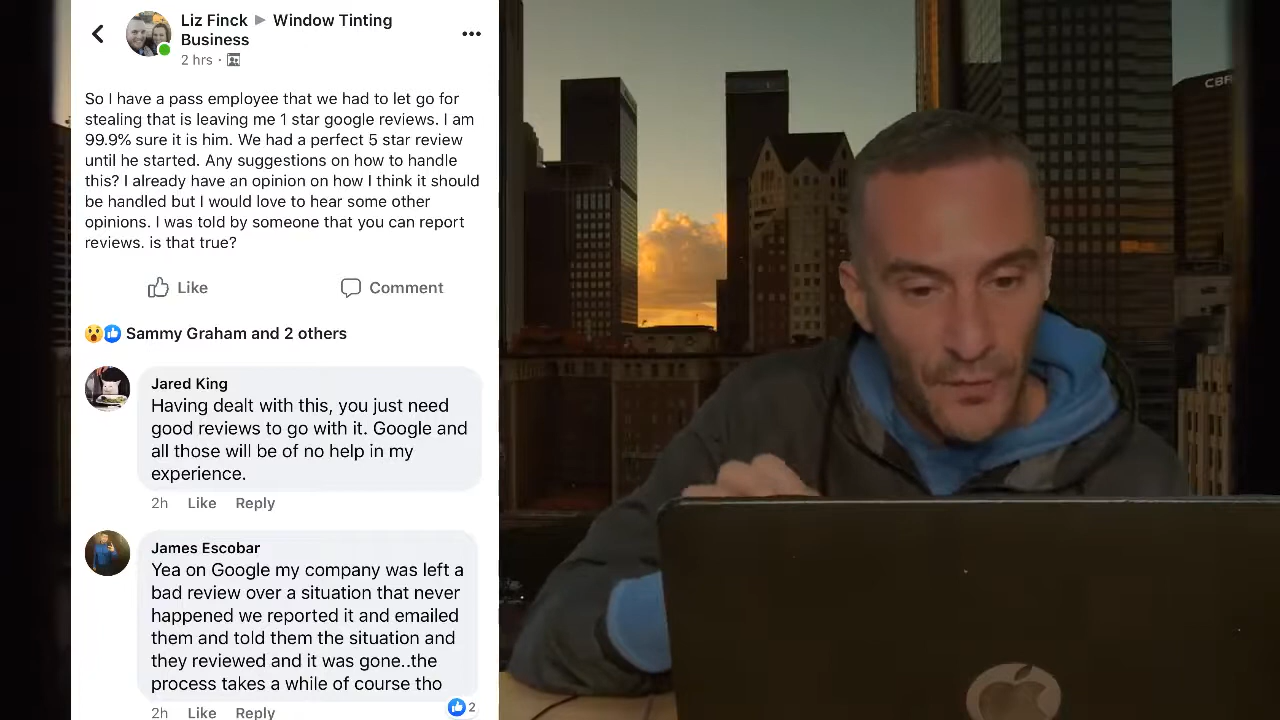 Liz Finck ▶ Window Tinting
Business
2 hrs ·
So I have a pass employee that we had to let go for
stealing that is leaving me 1 star google reviews. I am
99.9% sure it is him. We had a perfect 5 star review
until he started. Any suggestions on how to handle
this? I already have an opinion on how I think it should
be handled but I would love to hear some other
opinions. I was told by someone that you can report
reviews. is that true?
Like Comment
Sammy Graham and 2 others
Jared King
Having dealt with this, you just need
good reviews to go with it. Google and
all those will be of no help in my
experience.
2h Like Reply
James Escobar
Yea on Google my company was left a
bad review over a situation that never
happened we reported it and emailed
them and told them the situation and
they reviewed and it was gone..the
process takes a while of course tho
2
2h Like Reply
CBR